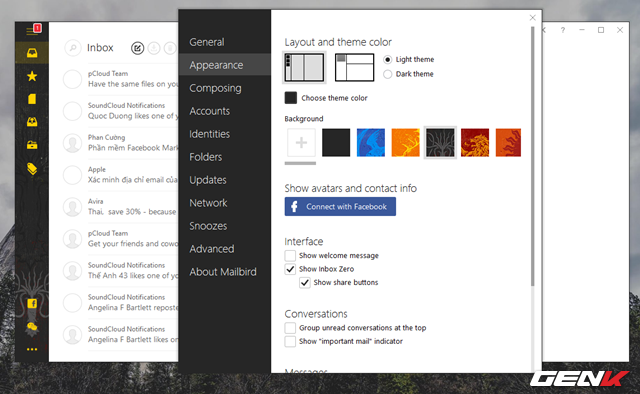 1
Inbox
pCloud Team
Have the same files on you
SoundCloud Notifications
Quoc Duong likes one of y
Phan Cường
Phần mềm Facebook Mark
Apple
Xác minh địa chỉ email của
Avira
Thai, save 30% - because
pCloud Team
Get your friends and cowo
SoundCloud Notifications
Thế Anh 43 likes one of yo
SoundCloud Notifications
Angelina F Bartlett reposte
SoundCloud Notifications
Angelina F Bartlett likes on
General
Appearance
Composing
Accounts
Identities
Folders
Updates
Network
Snoozes
Advanced
About Mailbird
Layout and theme color
Light theme
Dark theme
Choose theme color
Background
Show avatars and contact info
f Connect with Facebook
Interface
Show welcome message
Show Inbox Zero
Show share buttons
Conversations
Group unread conversations at the top
Show "important mail" indicator
Messages
?
GENK